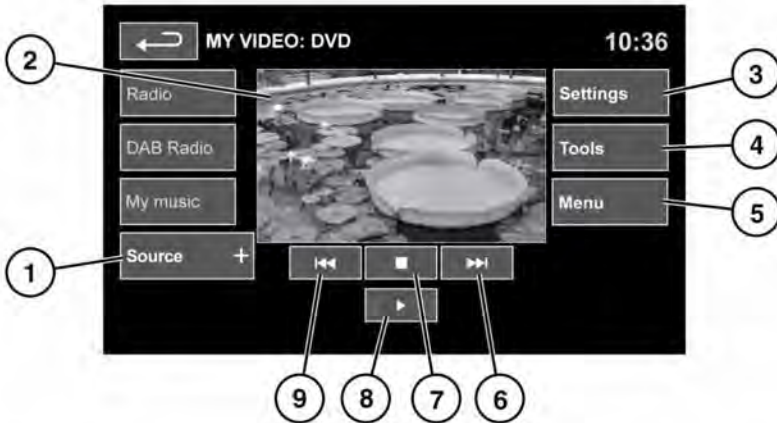 MY VIDEO: DVD 10:36
2
3
Radio
Settings
DAB Radio
Tools
4
My music
Menu
5
1
Source +
9 8 7 6